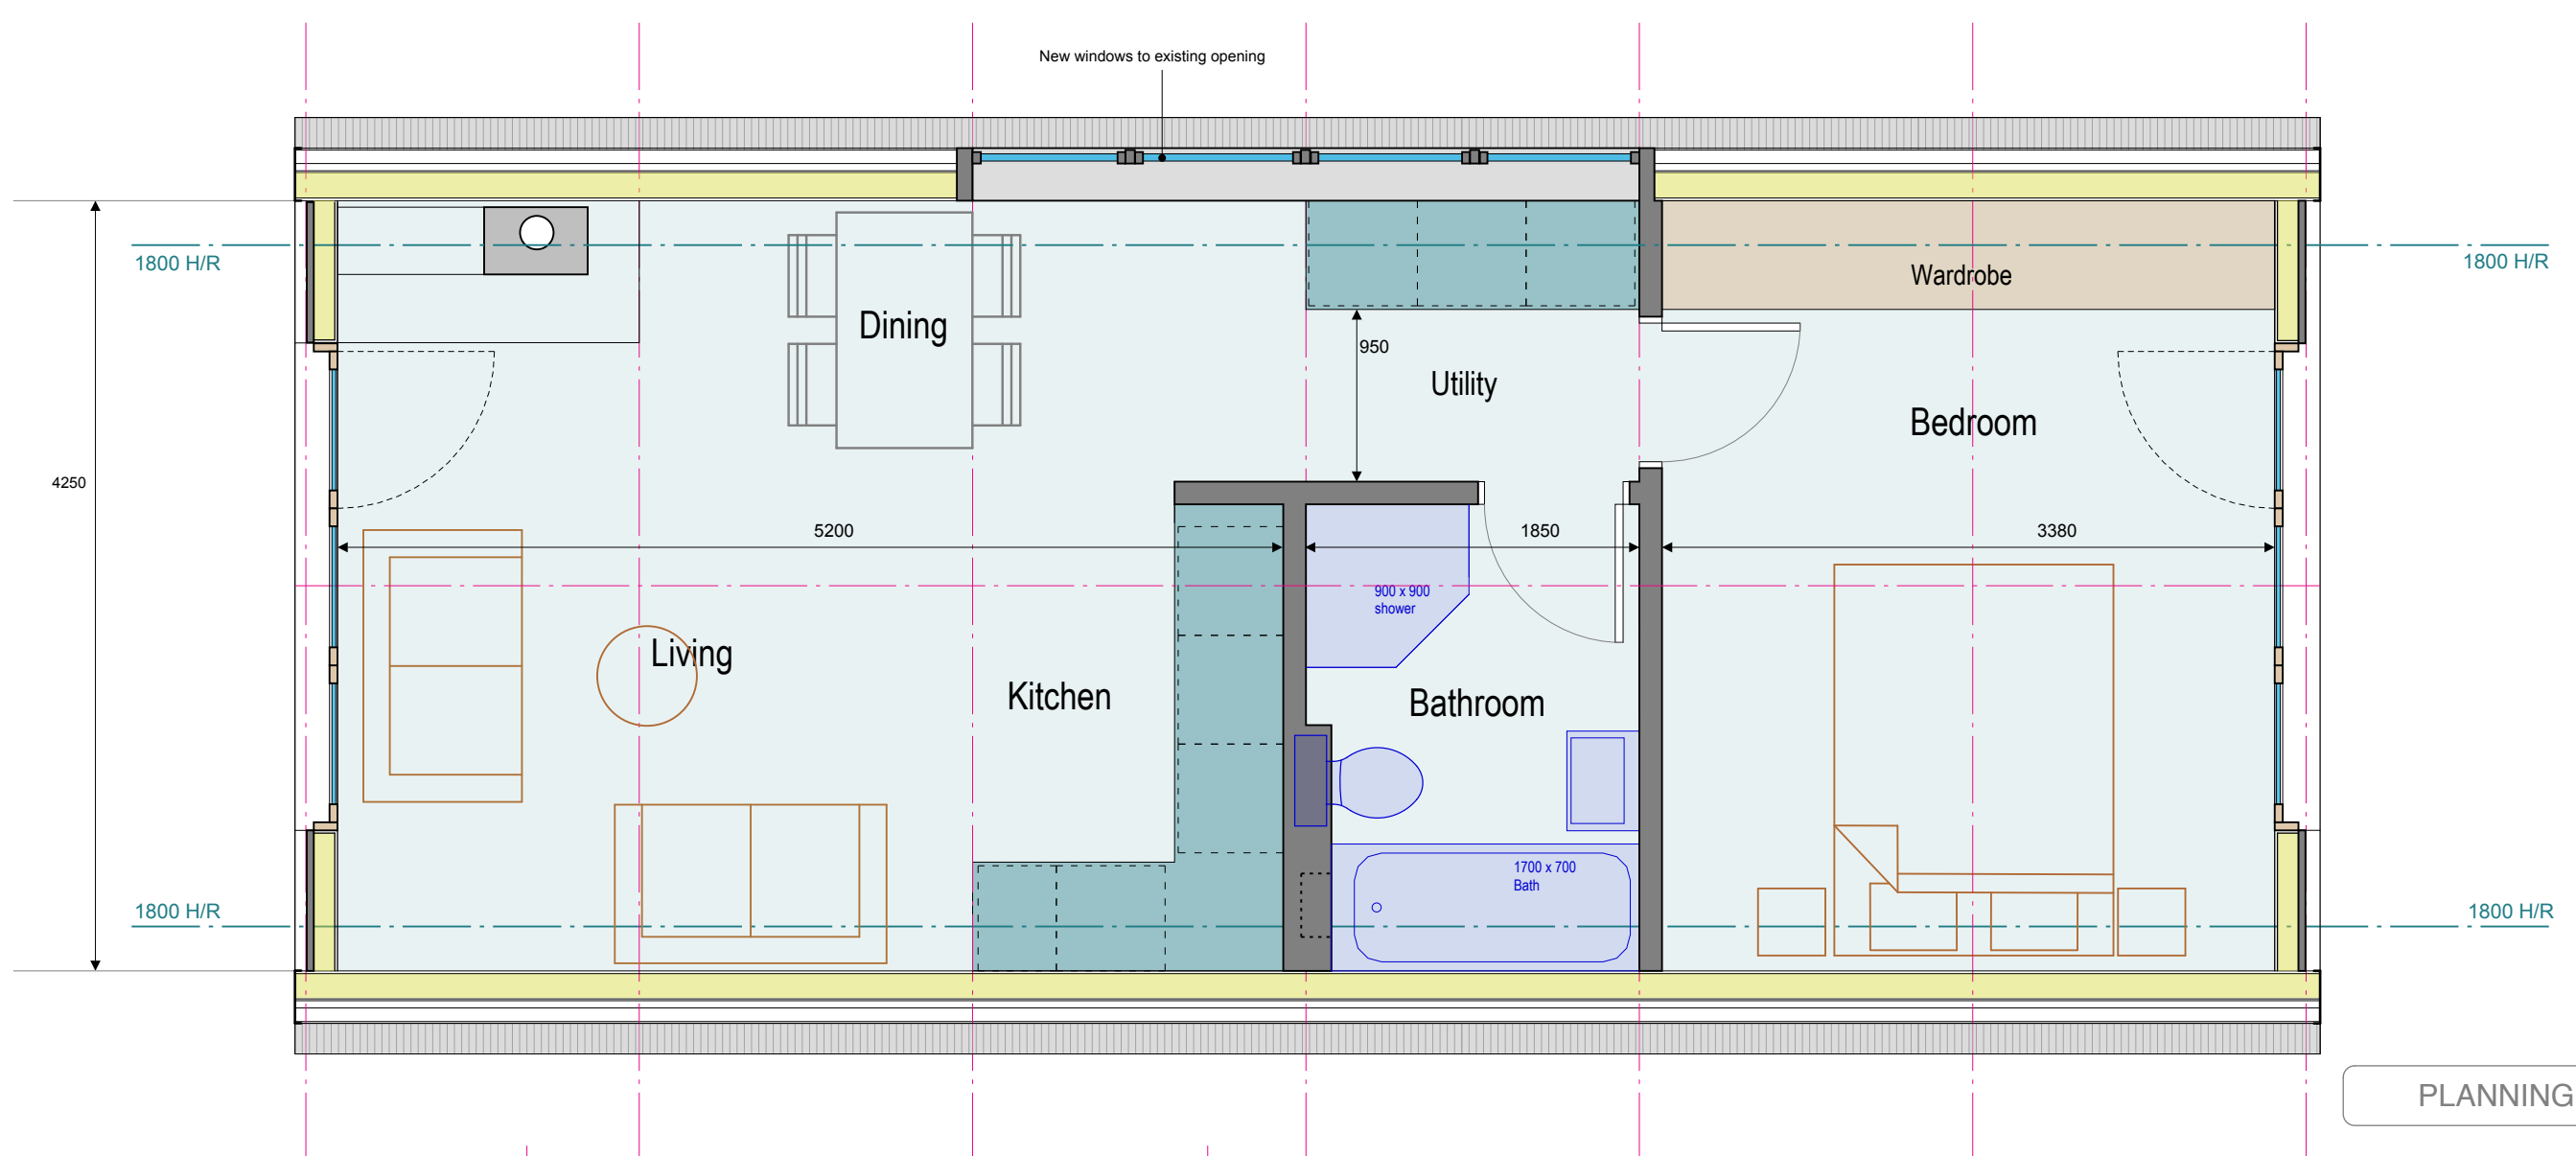 New windows to existing opening
1800 H/R
1800 H/R
Wardrobe
Dining
950
Utility
Bedroom
4250
5200
1850
3380
900 x 900
shower
Living
Kitchen
Bathroom
1700 x 700
Bath
1800 H/R
1800 H/R
PLANNING